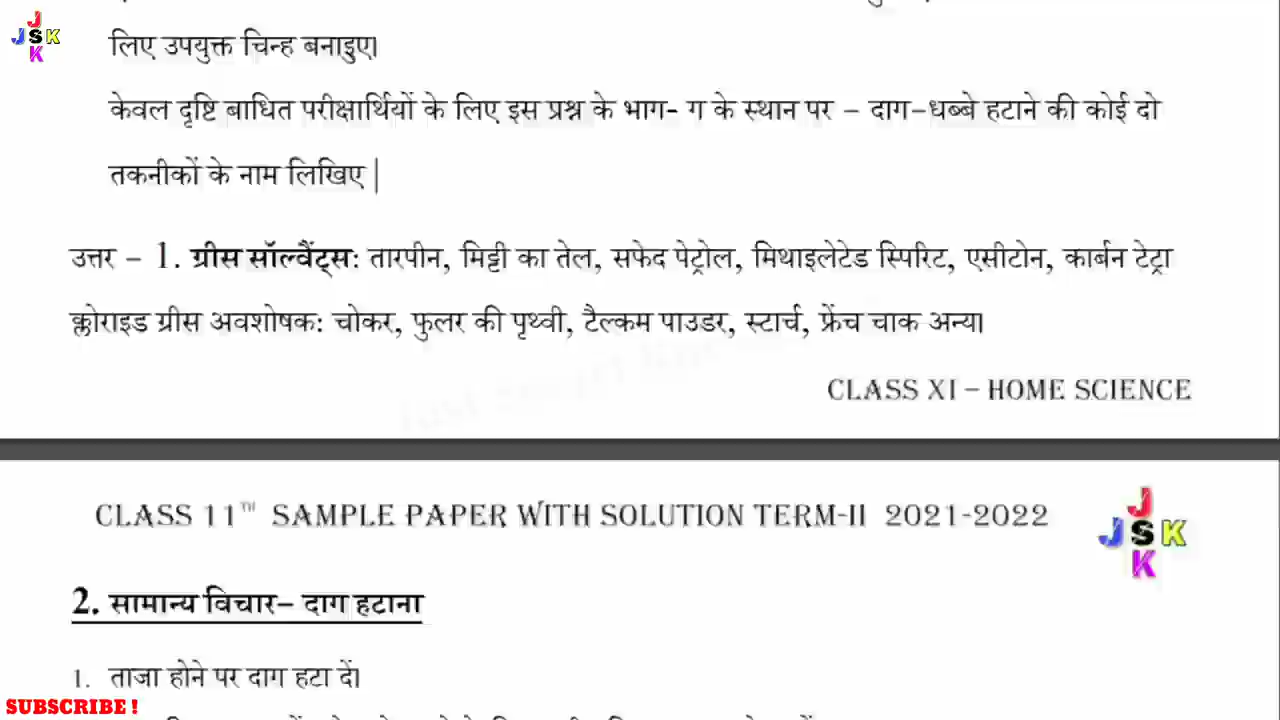 J
JSK
K
लिए उपयुक्त चिन्ह बनाइए।
केवल दृष्टि बाधित परीक्षार्थियों के लिए इस प्रश्न के भाग- ग के स्थान पर – दाग–धब्बे हटाने की कोई दो
तकनीकों के नाम लिखिए |
उत्तर – 1. ग्रीस सॉल्वैंट्स: तारपीन, मिट्टी का तेल, सफेद पेट्रोल, मिथाइलेटेड स्पिरिट, एसीटोन, कार्बन टेट्रा
क्लोराइड ग्रीस अवशोषक: चोकर, फुलर की पृथ्वी, टैल्कम पाउडर, स्टार्च, फ्रेंच चाक अन्य।
CLASS XI – HOME SCIENCE
CLASS 11TH SAMPLE PAPER WITH SOLUTION TERM-II 2021-2022
J
JSK
K
2. सामान्य विचार– दाग हटाना
1. ताजा होने पर दाग हटा दें।
SUBSCRIBE !